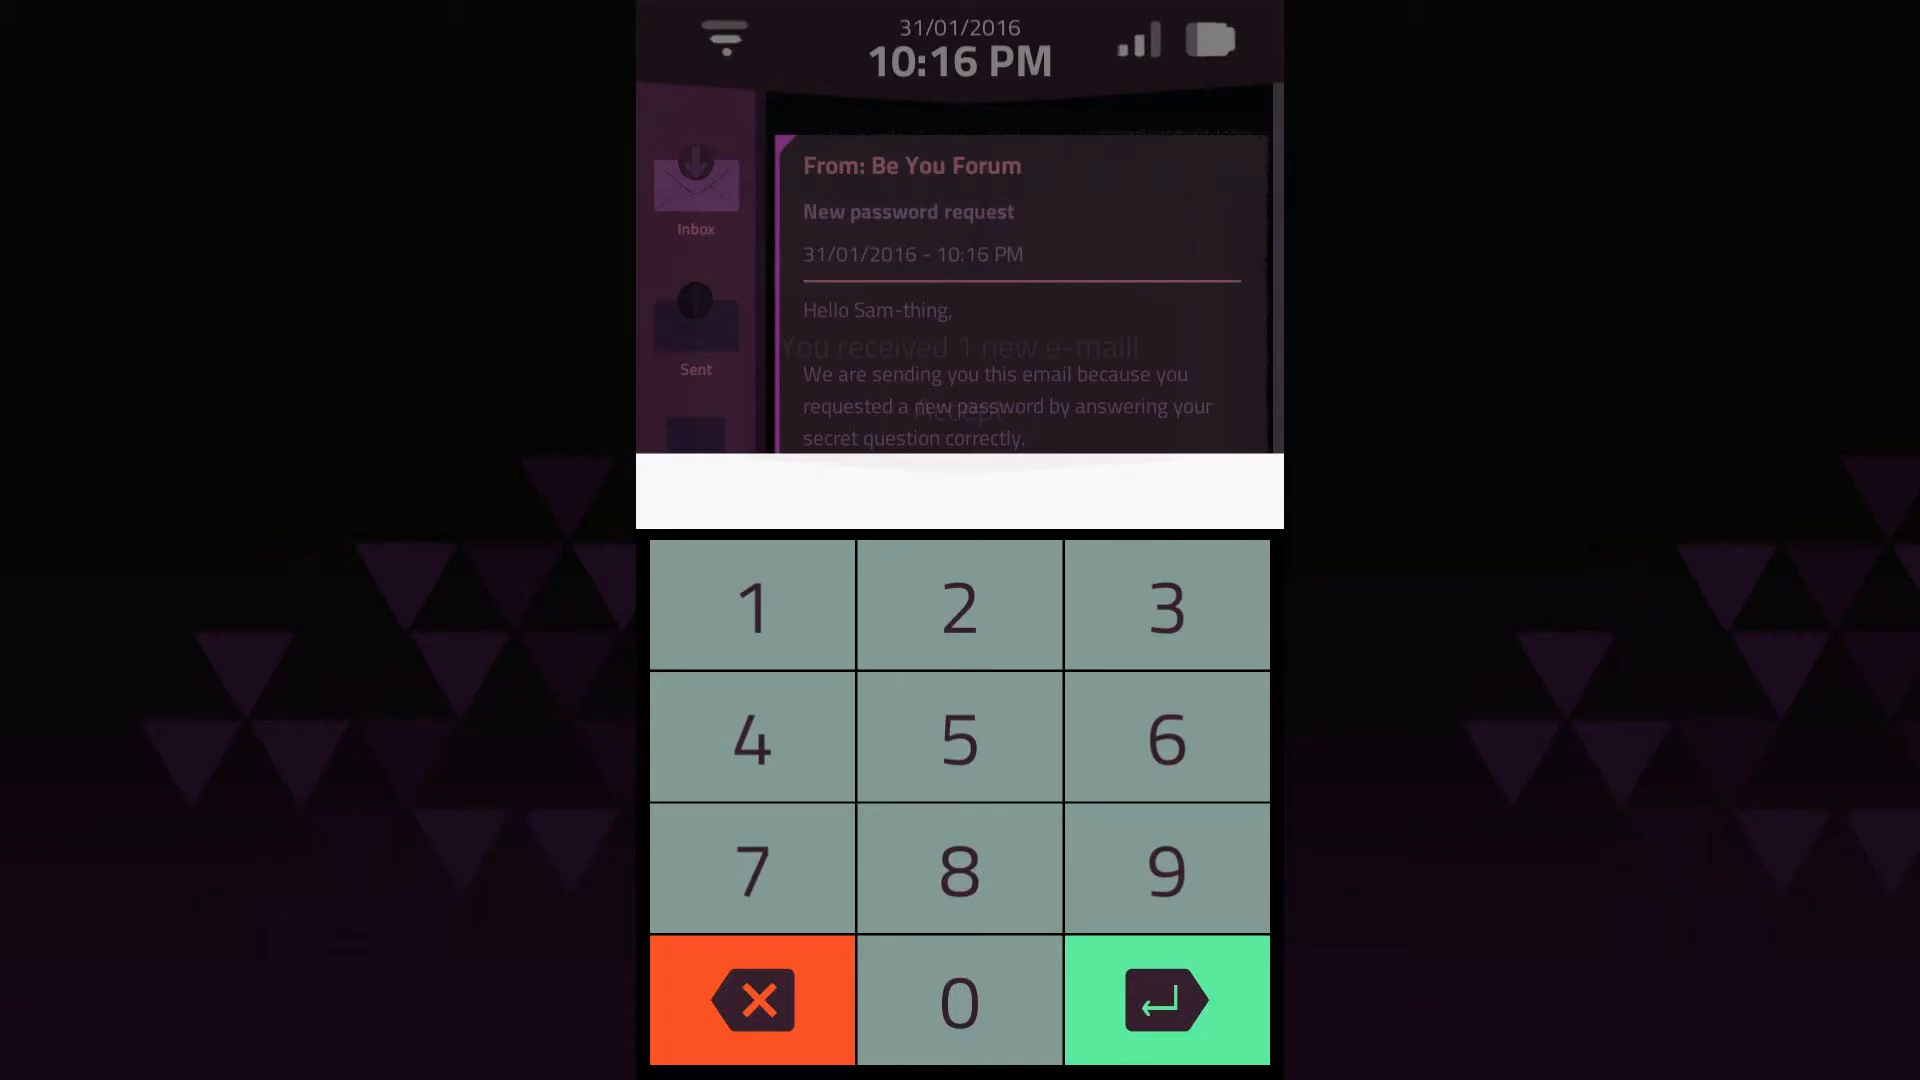 31/01/2016
10:16 PM
Inbox
Sent
From: Be You Forum
New password request
31/01/2016 - 10:16 PM
Hello Sam-thing,
You received 1 new e-mail!
We are sending you this email because you
requested a new password by answering your
Accept
secret question correctly.
1 2 3
4 5 6
7 8 9
0